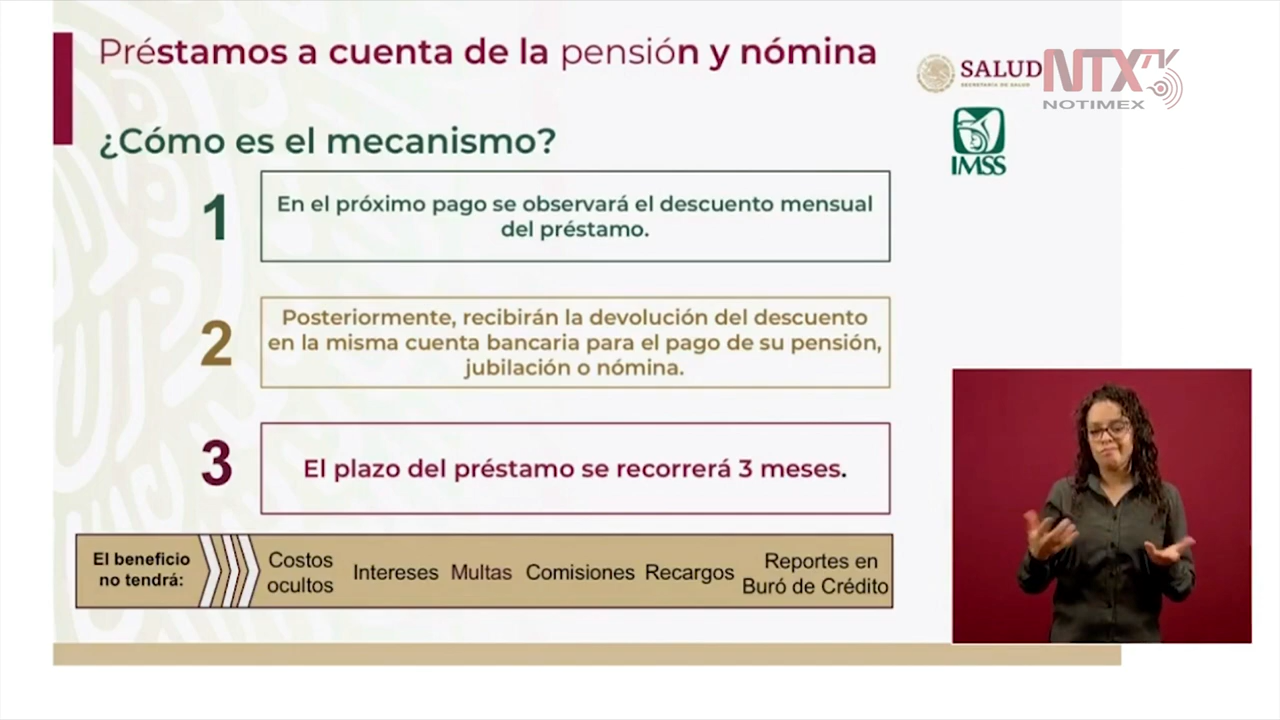 Préstamos a cuenta de la pensión y nómina
SALUD
SECRETARÍA DE SALUD
NTX
NOTIMEX
IMSS
¿Cómo es el mecanismo?
1
En el próximo pago se observará el descuento mensual
del préstamo.
2
Posteriormente, recibirán la devolución del descuento
en la misma cuenta bancaria para el pago de su pensión,
jubilación o nómina.
3
El plazo del préstamo se recorrerá 3 meses.
El beneficio
no tendrá:
Costos
ocultos
Intereses
Multas
Comisiones
Recargos
Reportes en
Buró de Crédito